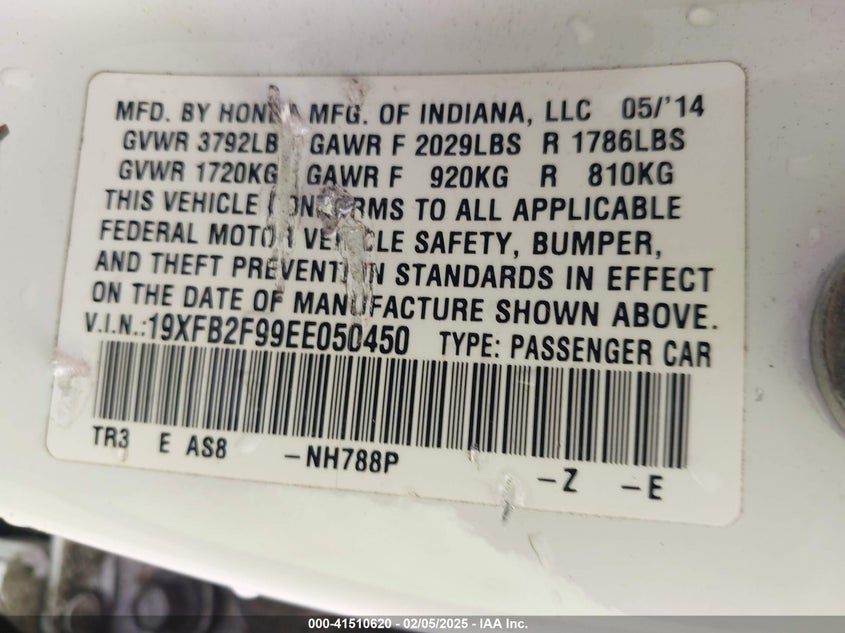 MFD. BY HONDA MFG. OF INDIANA, LLC 05/'14
GVWR 3792LB GAWR F 2029LBS R 1786LBS
GVWR 1720KG GAWR F 920KG R 810KG
THIS VEHICLE CONFORMS TO ALL APPLICABLE
FEDERAL MOTOR VEHICLE SAFETY, BUMPER,
AND THEFT PREVENTION STANDARDS IN EFFECT
ON THE DATE OF MANUFACTURE SHOWN ABOVE.
V.I.N.:19XFB2F99EE050450 TYPE: PASSENGER CAR
TR3 E AS8 -NH788P -Z -E
000-41510620 - 02/05/2025 - IAA Inc.